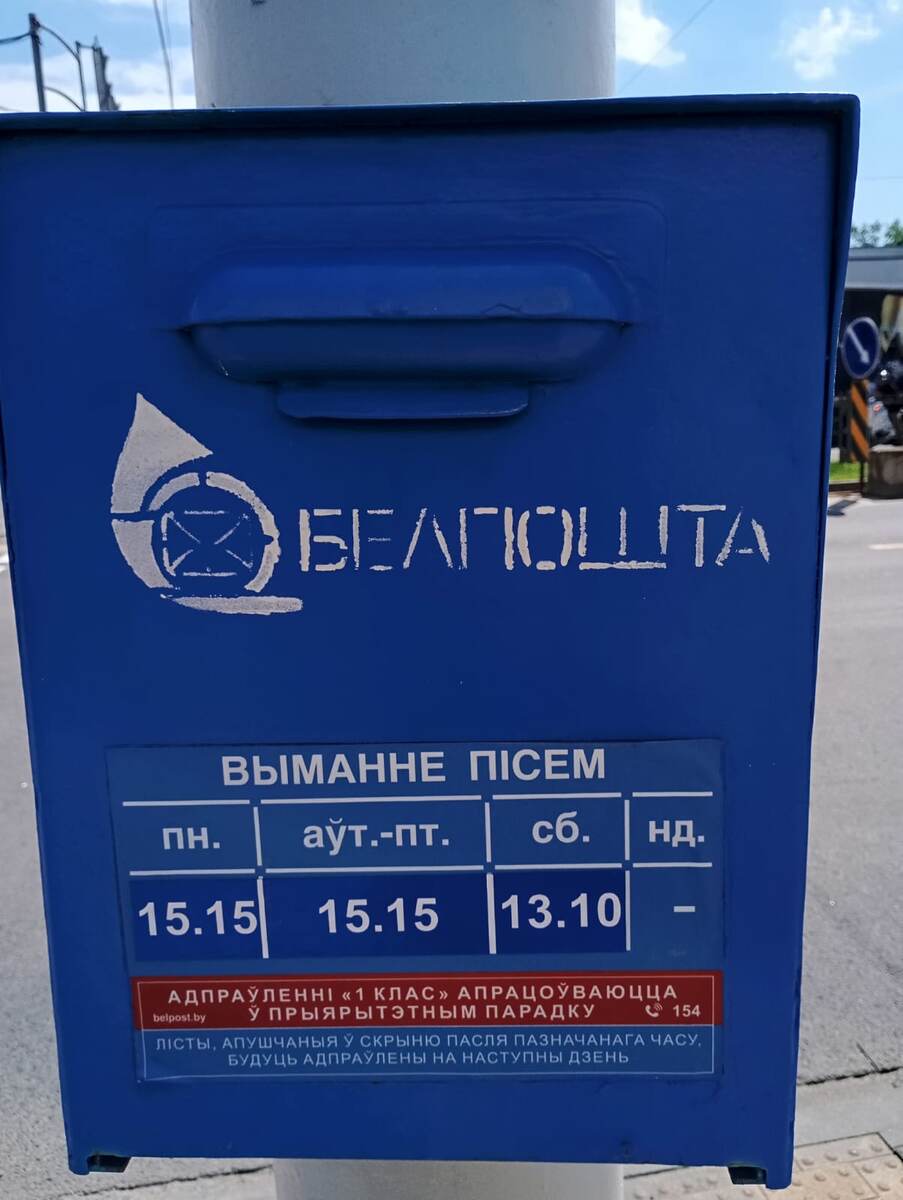 БЕЛПОШТА
ВЫМАННЕ ПІСЕМ
пн. аўт.-пт. сб. нд.
15.15 15.15 13.10 –
АДПРАЎЛЕННІ «1 КЛАС» АПРАЦОЎВАЮЦЦА
belpost.by Ў ПРЫЯРЫТЭТНЫМ ПАРАДКУ 154
ЛІСТЫ, АПУШЧАНЫЯ Ў СКРЫНЮ ПАСЛЯ ПАЗНАЧАНАГА ЧАСУ,
БУДУЦЬ АДПРАЎЛЕНЫ НА НАСТУПНЫ ДЗЕНЬ